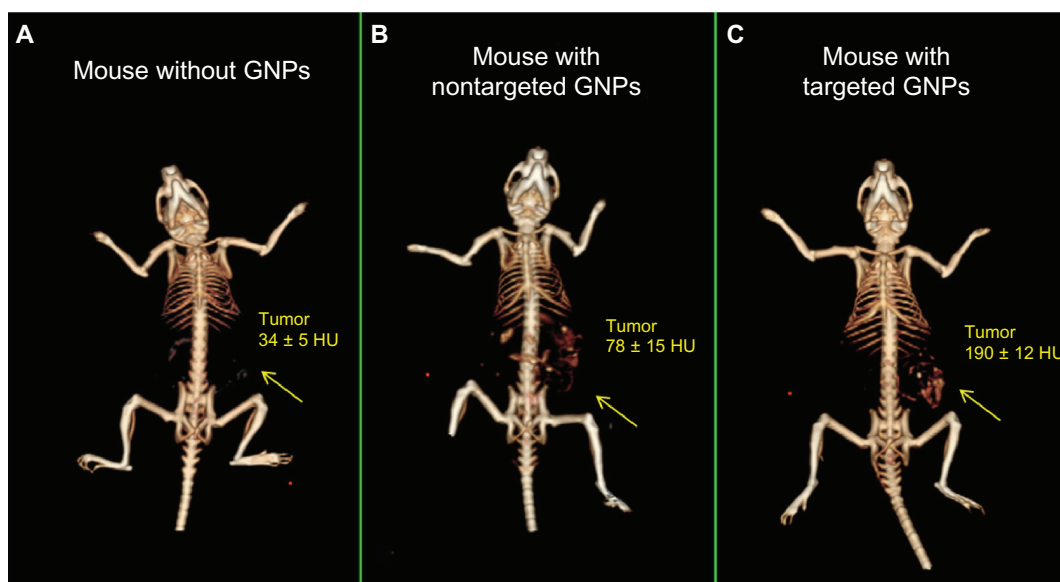 A
Mouse without GNPs
Tumor
34 ± 5 HU
B
Mouse with
nontargeted GNPs
Tumor
78 ± 15 HU
C
Mouse with
targeted GNPs
Tumor
190 ± 12 HU